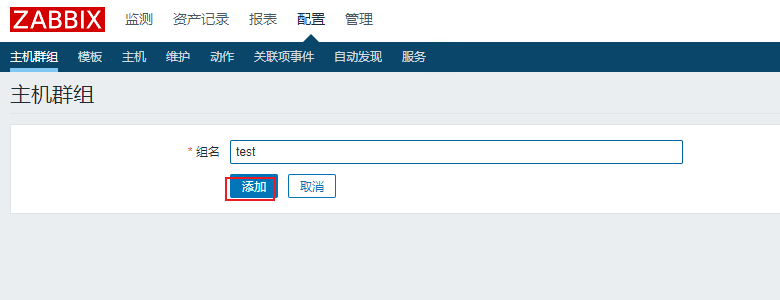 ZABBIX 监测 资产记录 报表 配置 管理
主机群组 模板 主机 维护 动作 关联项事件 自动发现 服务
主机群组
* 组名 test
添加 取消